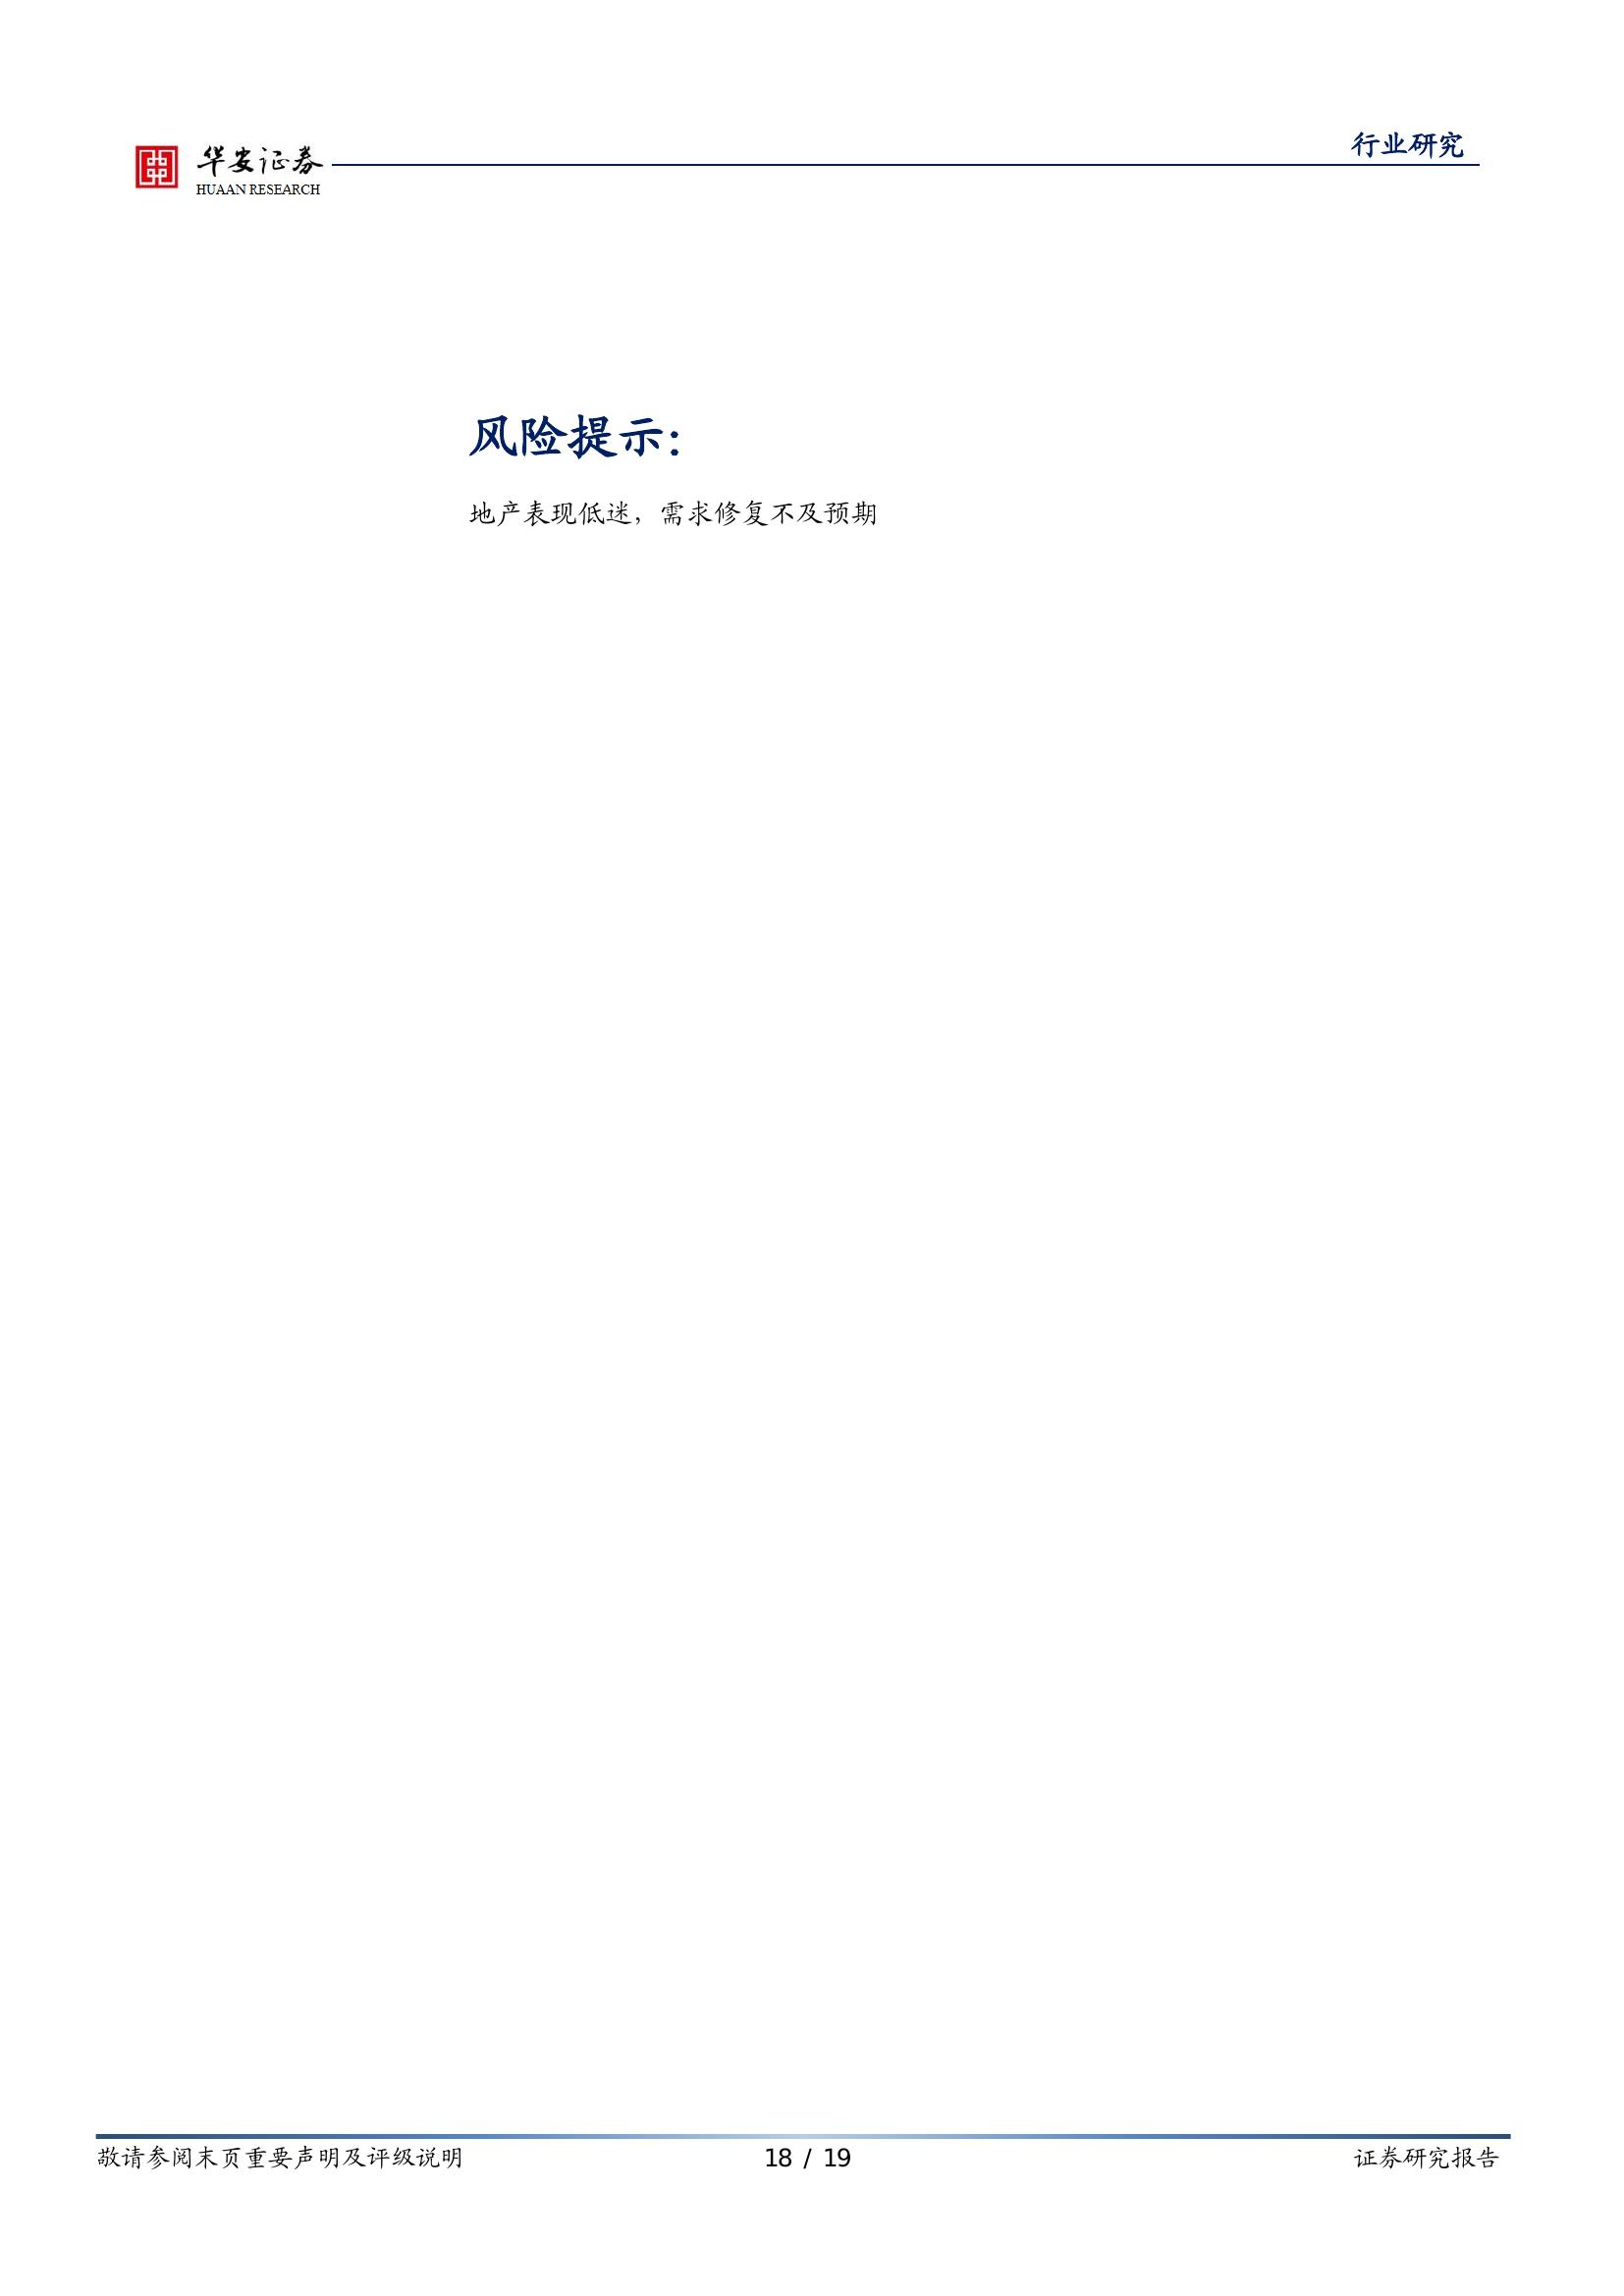 华安证券
HUAAN RESEARCH
行业研究
风险提示：
地产表现低迷，需求修复不及预期
敬请参阅末页重要声明及评级说明
18 / 19
证券研究报告